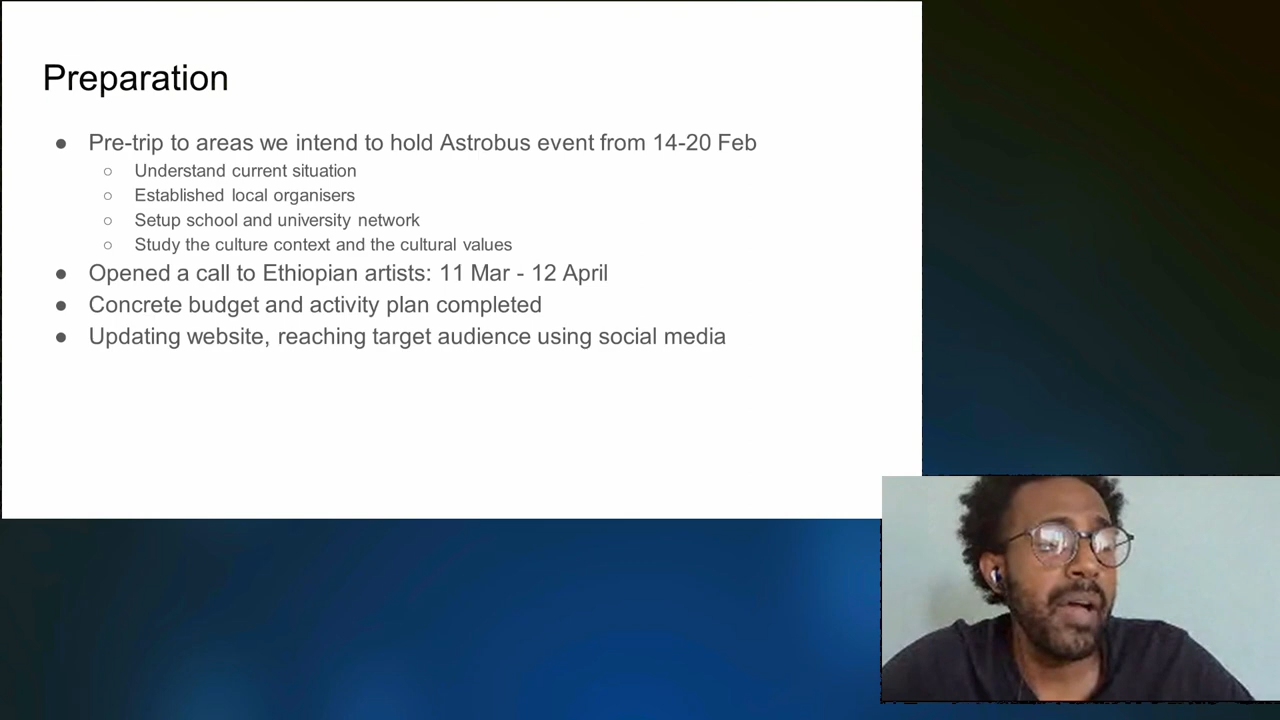 Preparation
● Pre-trip to areas we intend to hold Astrobus event from 14-20 Feb
○ Understand current situation
○ Established local organisers
○ Setup school and university network
○ Study the culture context and the cultural values
● Opened a call to Ethiopian artists: 11 Mar - 12 April
● Concrete budget and activity plan completed
● Updating website, reaching target audience using social media